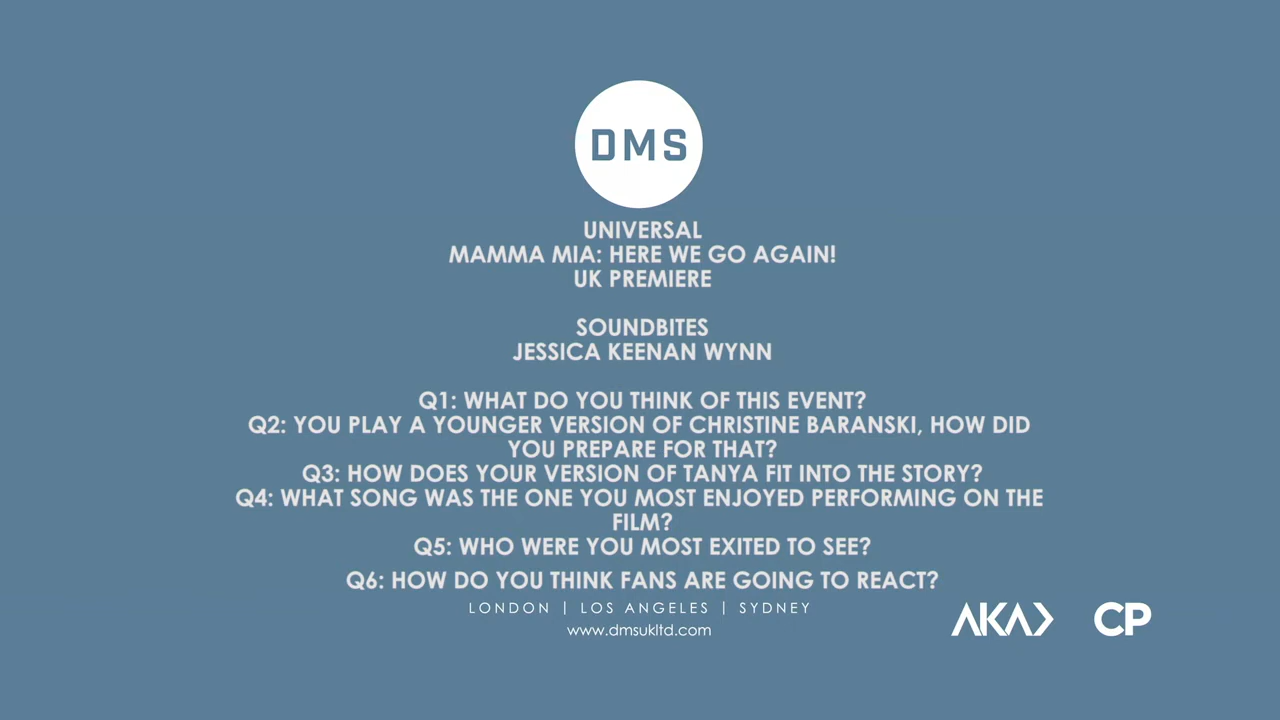 DMS
UNIVERSAL
MAMMA MIA: HERE WE GO AGAIN!
UK PREMIERE
SOUNDBITES
JESSICA KEENAN WYNN
Q1: WHAT DO YOU THINK OF THIS EVENT?
Q2: YOU PLAY A YOUNGER VERSION OF CHRISTINE BARANSKI, HOW DID
YOU PREPARE FOR THAT?
Q3: HOW DOES YOUR VERSION OF TANYA FIT INTO THE STORY?
Q4: WHAT SONG WAS THE ONE YOU MOST ENJOYED PERFORMING ON THE
FILM?
Q5: WHO WERE YOU MOST EXITED TO SEE?
Q6: HOW DO YOU THINK FANS ARE GOING TO REACT?
LONDON | LOS ANGELES | SYDNEY
www.dmsukltd.com
AKA CP